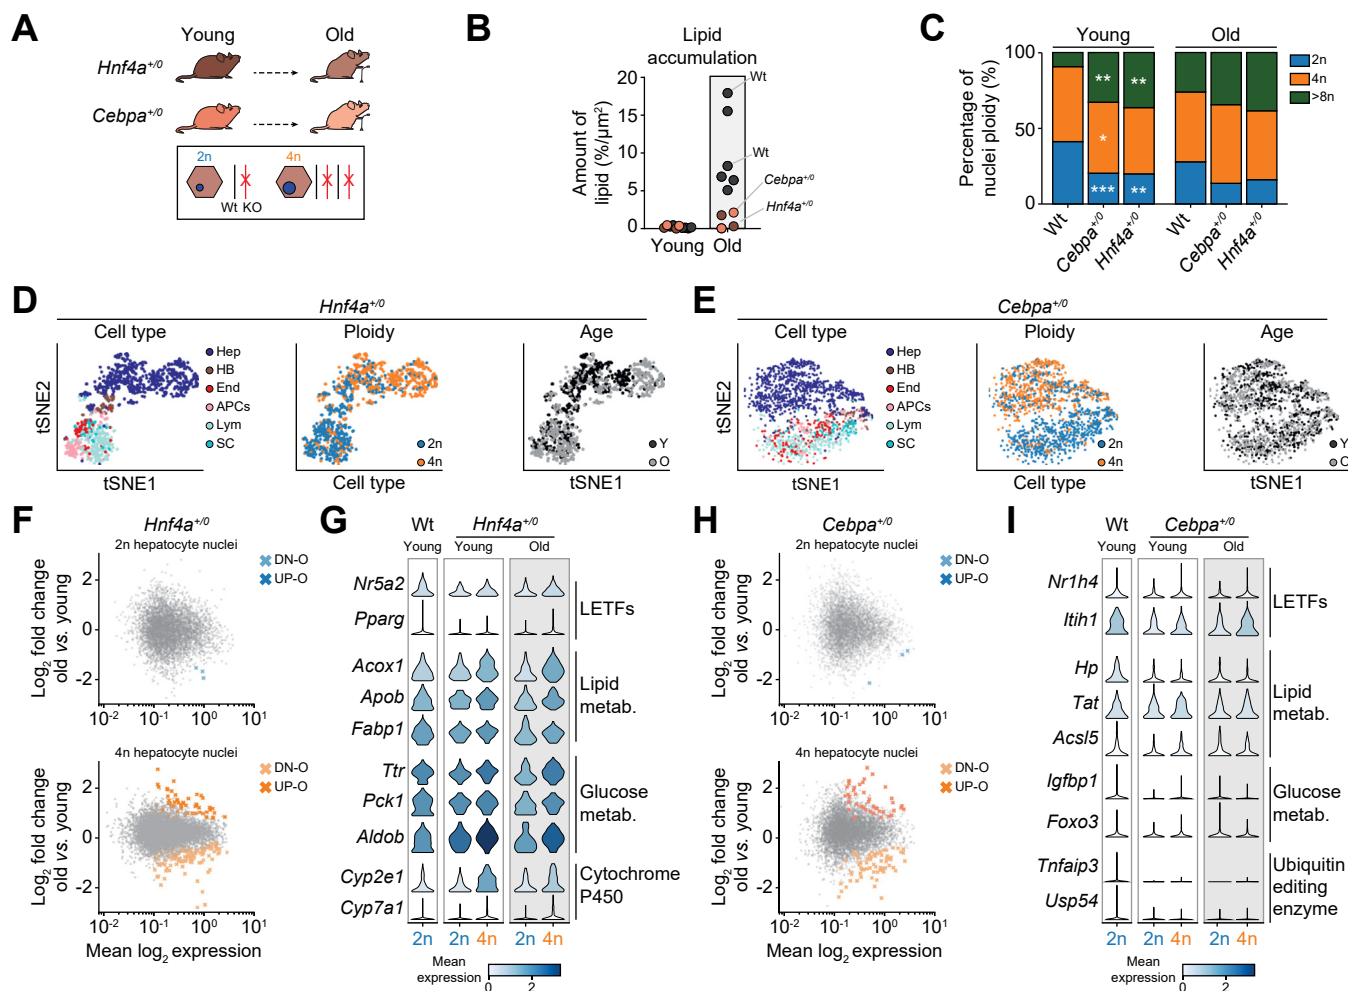 A
Young Old
Hnf4a+/0
Cebpa+/0
2n 4n
Wt KO
B
Lipid
accumulation
Amount of
lipid (%/µm²)
20
15
10
5
0
Wt
Wt
Cebpa+/0
Hnf4a+/0
Young Old
C
Young Old
Percentage of
nuclei ploidy (%)
100
50
0
** **
*
*** **
2n
4n
>8n
Wt Cebpa+/0 Hnf4a+/0 Wt Cebpa+/0 Hnf4a+/0
D
Hnf4a+/0
Cell type Ploidy Age
tSNE2
Hep
HB
End
APCs
Lym
SC
2n
4n
Y
O
tSNE1 Cell type tSNE1
E
Cebpa+/0
Cell type Ploidy Age
tSNE2
Hep
HB
End
APCs
Lym
SC
2n
4n
Y
O
tSNE1 Cell type tSNE1
F
Hnf4a+/0
2n hepatocyte nuclei
DN-O
UP-O
Log2 fold change
old vs. young
2
0
-2
10-2 10-1 100 101
4n hepatocyte nuclei
DN-O
UP-O
Log2 fold change
old vs. young
2
0
-2
10-2 10-1 100 101
Mean log2 expression
G
Wt Hnf4a+/0
Young Young Old
Nr5a2
Pparg
LETFs
Acox1
Apob
Fabp1
Lipid
metab.
Ttr
Pck1
Aldob
Glucose
metab.
Cyp2e1
Cyp7a1
Cytochrome
P450
2n 2n 4n 2n 4n
Mean
expression
0 2
H
Cebpa+/0
2n hepatocyte nuclei
DN-O
UP-O
Log2 fold change
old vs. young
2
0
-2
10-2 10-1 100 101
4n hepatocyte nuclei
DN-O
UP-O
Log2 fold change
old vs. young
2
0
-2
10-2 10-1 100 101
Mean log2 expression
I
Wt Cebpa+/0
Young Young Old
Nr1h4
Itih1
LETFs
Hp
Tat
Acsl5
Lipid
metab.
Igfbp1
Foxo3
Glucose
metab.
Tnfaip3
Usp54
Ubiquitin
editing
enzyme
2n 2n 4n 2n 4n
Mean
expression
0 2